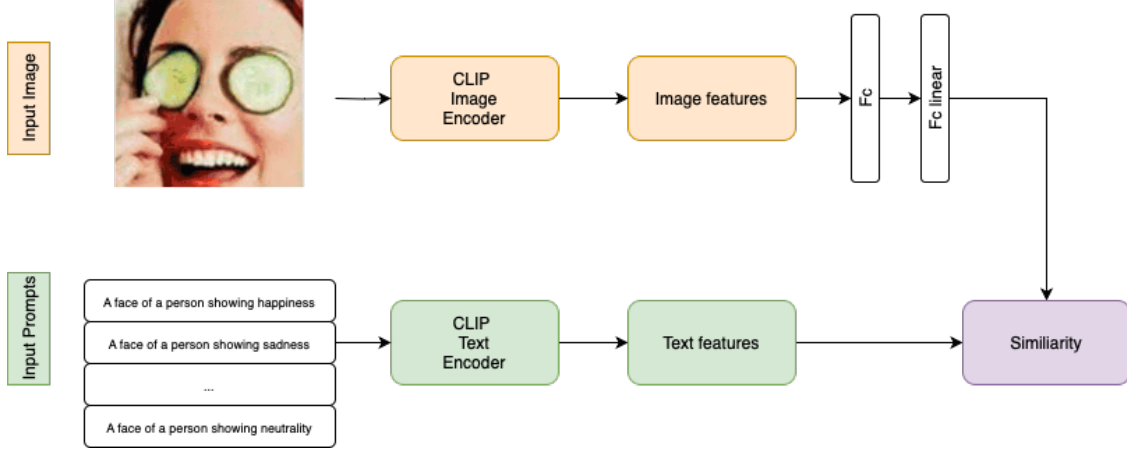 Input Image
CLIP
Image
Encoder
Image features
Fc
Fc linear
Input Prompts
A face of a person showing happiness
A face of a person showing sadness
...
A face of a person showing neutrality
CLIP
Text
Encoder
Text features
Similiarity